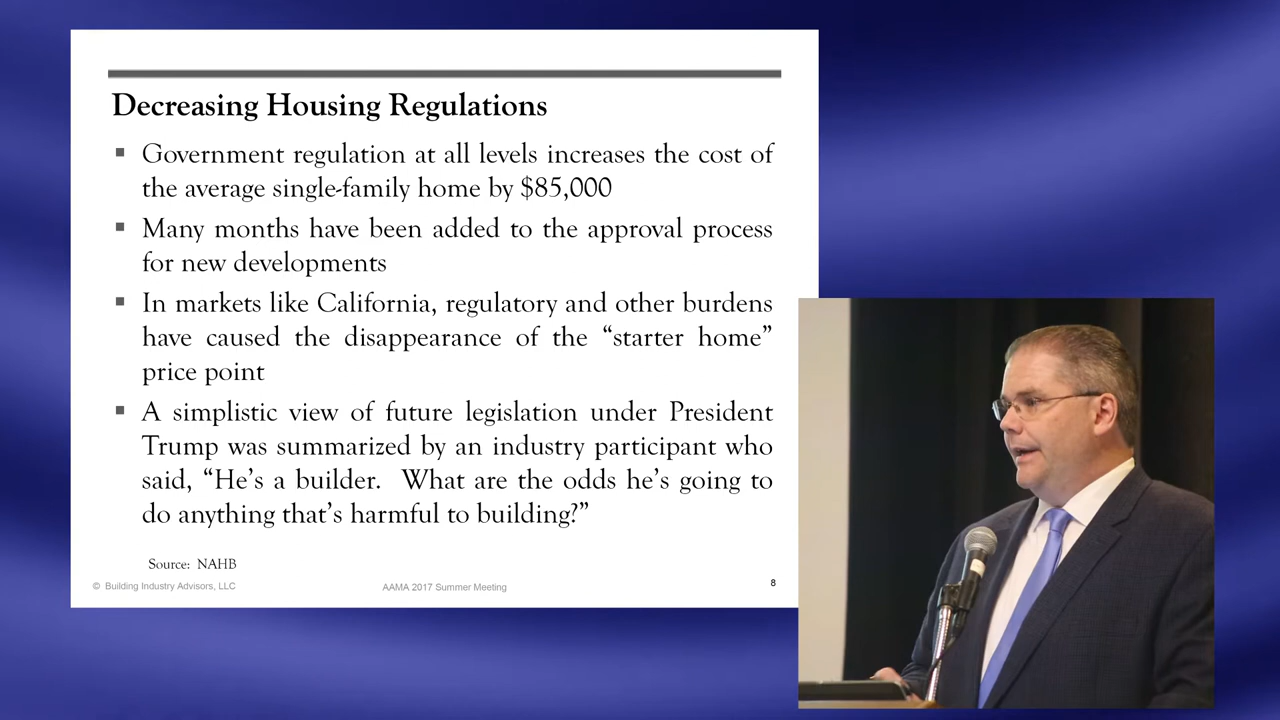 Decreasing Housing Regulations
▪ Government regulation at all levels increases the cost of
the average single-family home by $85,000
▪ Many months have been added to the approval process
for new developments
▪ In markets like California, regulatory and other burdens
have caused the disappearance of the “starter home”
price point
▪ A simplistic view of future legislation under President
Trump was summarized by an industry participant who
said, “He’s a builder.  What are the odds he’s going to
do anything that’s harmful to building?”
Source:  NAHB
© Building Industry Advisors, LLC
AAMA 2017 Summer Meeting
8